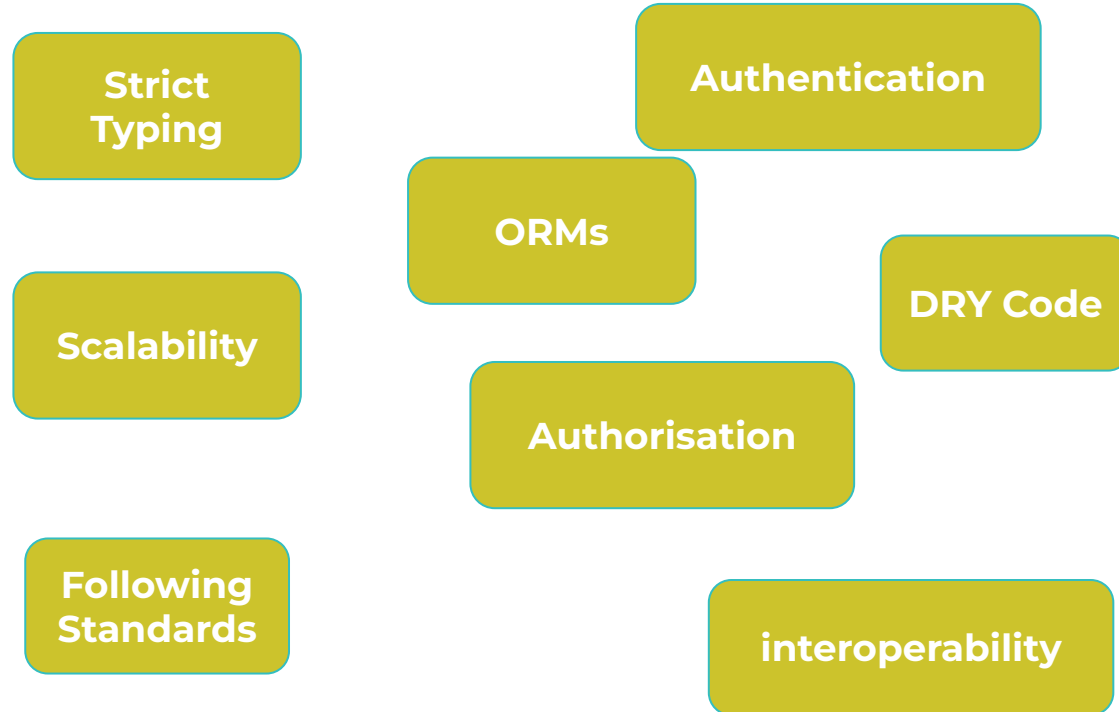 Strict
Typing
Authentication
ORMs
DRY Code
Scalability
Authorisation
Following
Standards
interoperability